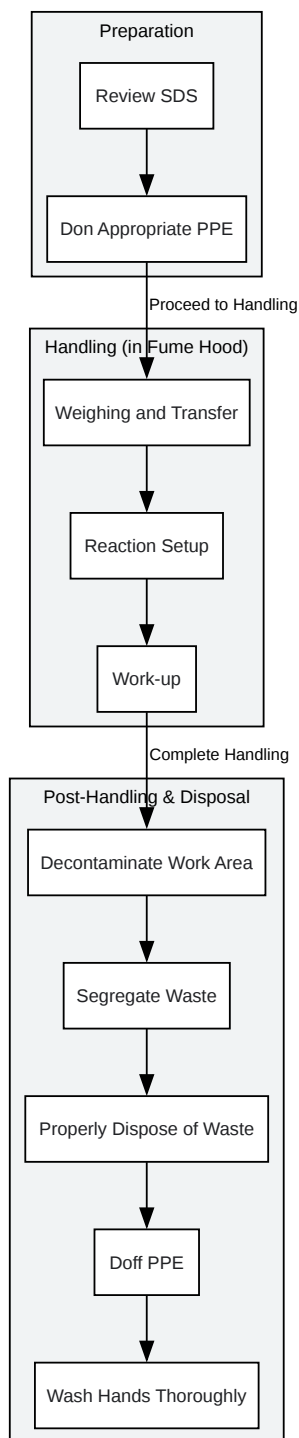 Preparation
Review SDS
Don Appropriate PPE
Proceed to Handling
Handling (in Fume Hood)
Weighing and Transfer
Reaction Setup
Work-up
Complete Handling
Post-Handling & Disposal
Decontaminate Work Area
Segregate Waste
Properly Dispose of Waste
Doff PPE
Wash Hands Thoroughly